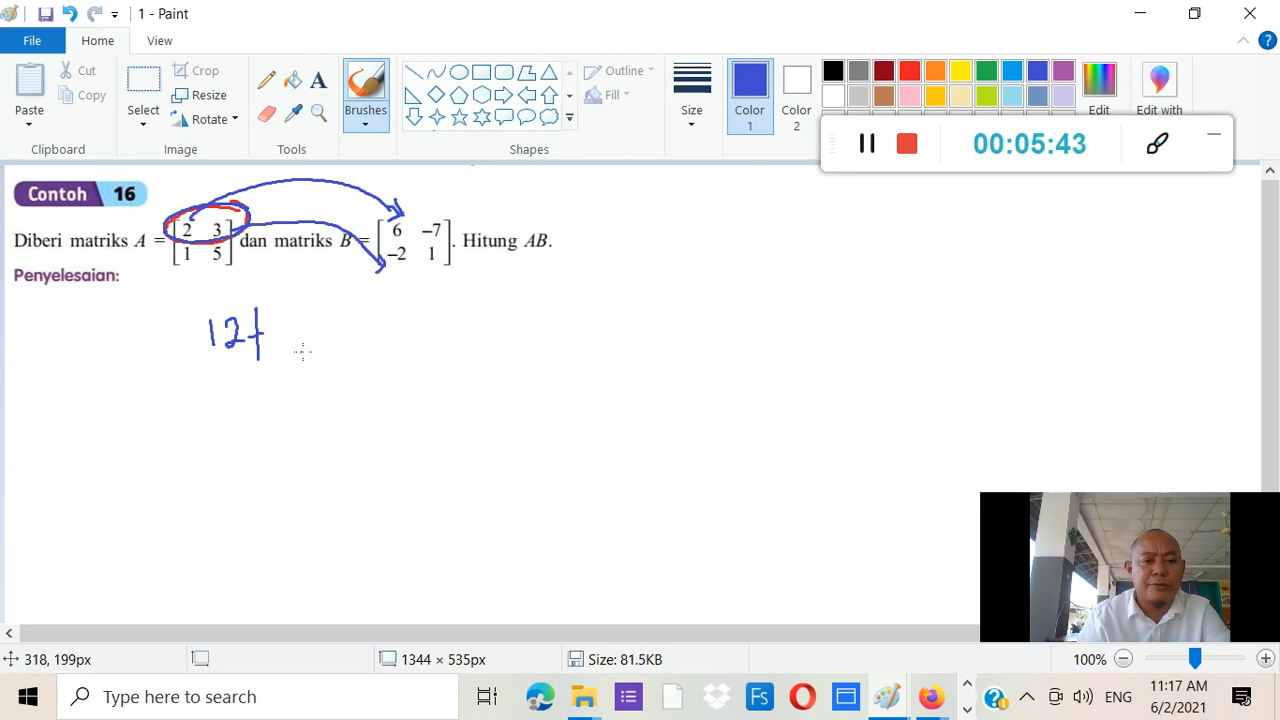 1 - Paint
File Home View
Paste Cut Copy Select Crop Resize Rotate Brushes Outline Fill Size Color 1 Color 2 Edit Edit with
Clipboard Image Tools Shapes
00:05:43
Contoh 16
Diberi matriks A = [2 3 dan matriks B = [6 −7]. Hitung AB.
1 5] −2 1
Penyelesaian:
12+
318, 199px 1344 × 535px Size: 81.5KB 100%
Type here to search Fs ENG 11:17 AM
6/2/2021